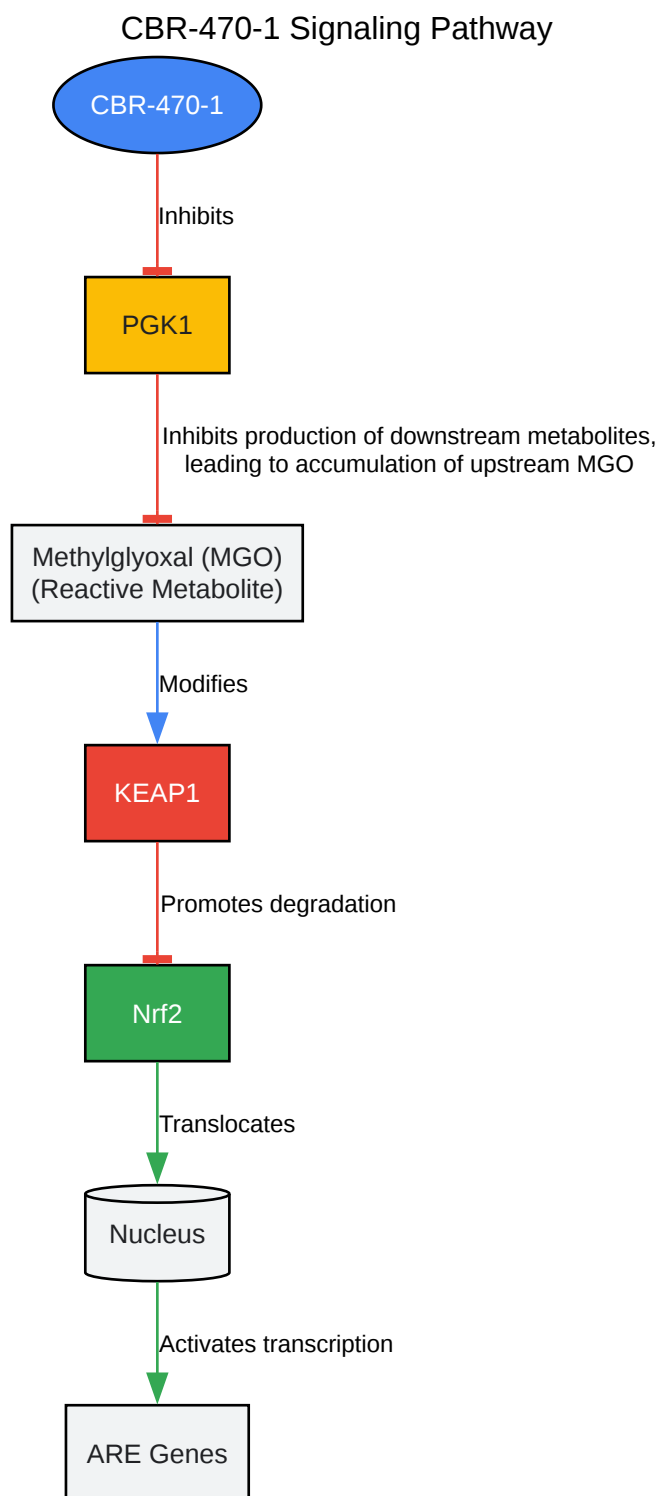 CBR-470-1 Signaling Pathway
CBR-470-1
Inhibits
PGK1
Inhibits production of downstream metabolites,
leading to accumulation of upstream MGO
Methylglyoxal (MGO)
(Reactive Metabolite)
Modifies
KEAP1
Promotes degradation
Nrf2
Translocates
Nucleus
Activates transcription
ARE Genes